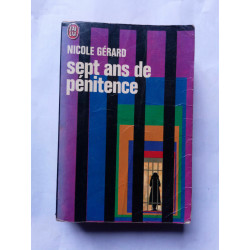 NICOLE GÉRARD
sept ans de
pénitence